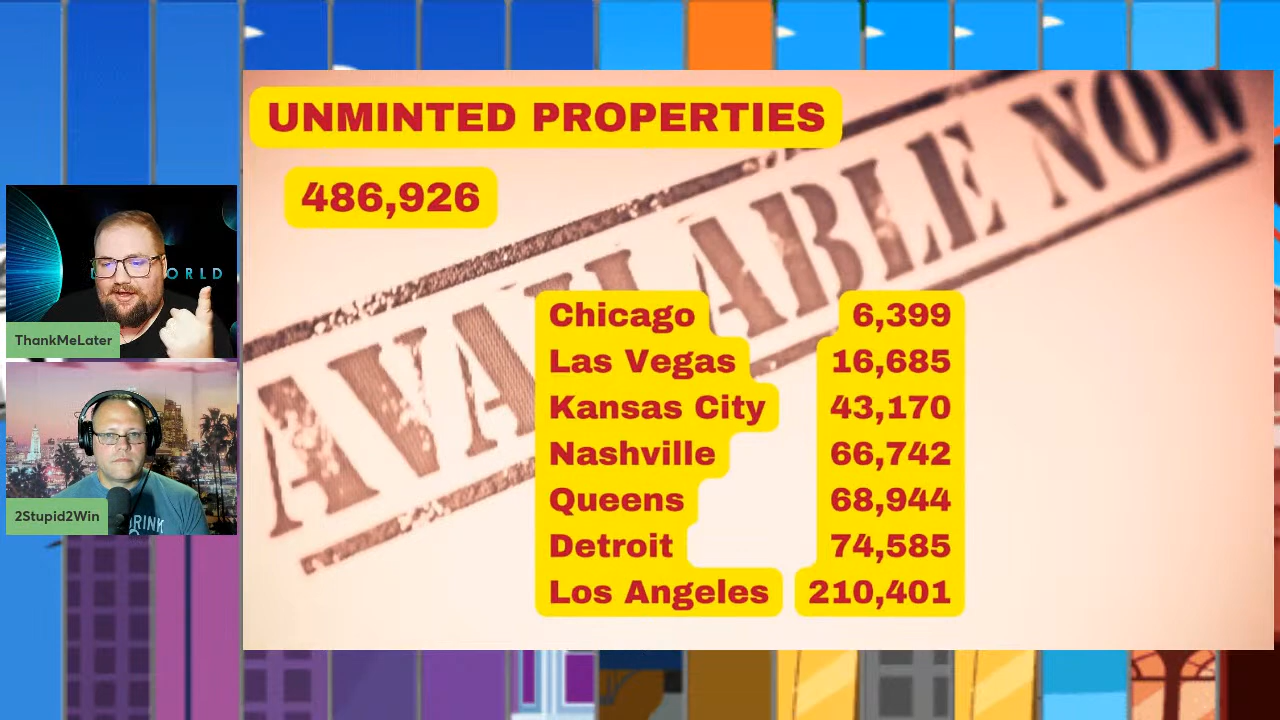 UNMINTED PROPERTIES
486,926
AVAILABLE NOW
Chicago 6,399
Las Vegas 16,685
Kansas City 43,170
Nashville 66,742
Queens 68,944
Detroit 74,585
Los Angeles 210,401
ThankMeLater
2Stupid2Win